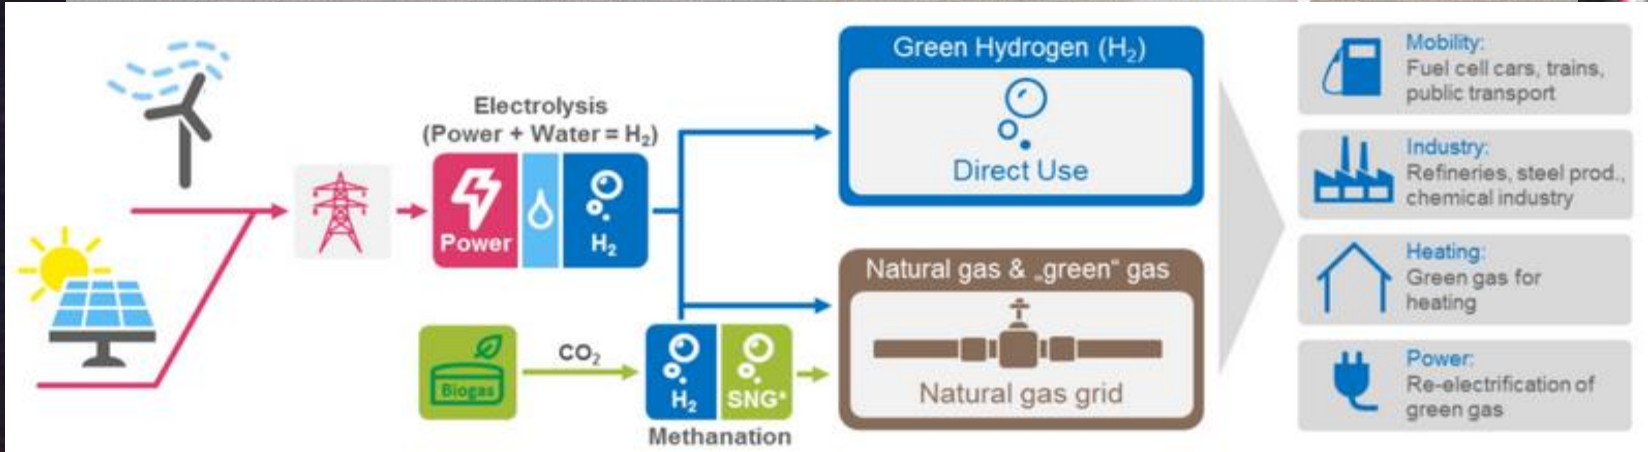 Electrolysis
(Power + Water = H₂)
Power
H₂
Biogas
CO₂
H₂
SNG*
Methanation
Green Hydrogen (H₂)
Direct Use
Natural gas & „green“ gas
Natural gas grid
Mobility:
Fuel cell cars, trains,
public transport
Industry:
Refineries, steel prod.,
chemical industry
Heating:
Green gas for
heating
Power:
Re-electrification of
green gas